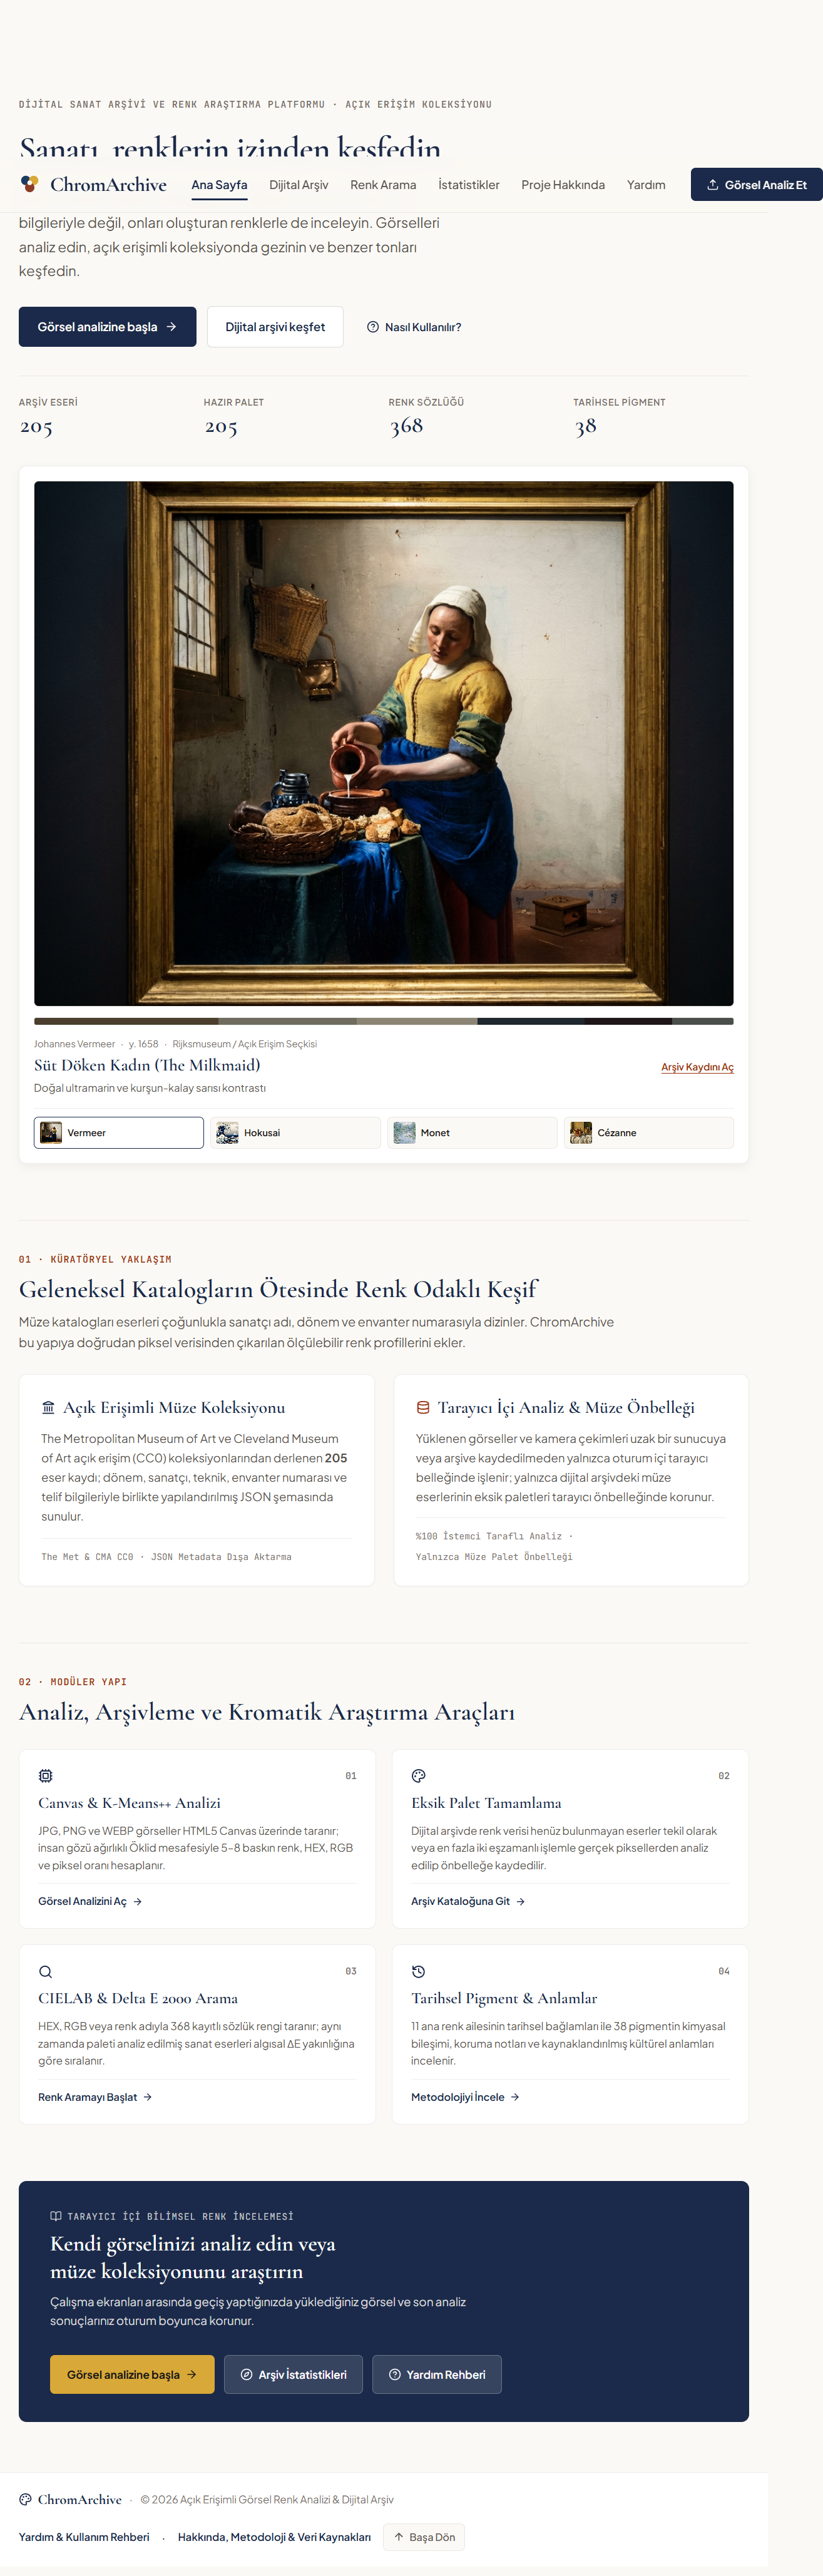 DİJİTAL SANAT ARŞİVİ VE RENK ARAŞTIRMA PLATFORMU · AÇIK ERİŞİM KOLEKSİYONU
Sanatı, renklerin izinden keşfedin
ChromArchive
Ana Sayfa
Dijital Arşiv
Renk Arama
İstatistikler
Proje Hakkında
Yardım
Görsel Analiz Et
bilgileriyle değil, onları oluşturan renklerle de inceleyin. Görselleri
analiz edin, açık erişimli koleksiyonda gezinin ve benzer tonları
keşfedin.
Görsel analizine başla
Dijital arşivi keşfet
Nasıl Kullanılır?
ARŞİV ESERİ
205
HAZIR PALET
205
RENK SÖZLÜĞÜ
368
TARİHSEL PİGMENT
38
Johannes Vermeer · y. 1658 · Rijksmuseum / Açık Erişim Seçkisi
Süt Döken Kadın (The Milkmaid)
Arşiv Kaydını Aç
Doğal ultramarin ve kurşun-kalay sarısı kontrastı
Vermeer
Hokusai
Monet
Cézanne
01 · KÜRATÖRYEL YAKLAŞIM
Geleneksel Katalogların Ötesinde Renk Odaklı Keşif
Müze katalogları eserleri çoğunlukla sanatçı adı, dönem ve envanter numarasıyla dizinler. ChromArchive
bu yapıya doğrudan piksel verisinden çıkarılan ölçülebilir renk profillerini ekler.
Açık Erişimli Müze Koleksiyonu
The Metropolitan Museum of Art ve Cleveland Museum
of Art açık erişim (CC0) koleksiyonlarından derlenen 205
eser kaydı; dönem, sanatçı, teknik, envanter numarası ve
telif bilgileriyle birlikte yapılandırılmış JSON şemasında
sunulur.
The Met & CMA CC0 · JSON Metadata Dışa Aktarma
Tarayıcı İçi Analiz & Müze Önbelleği
Yüklenen görseller ve kamera çekimleri uzak bir sunucuya
veya arşive kaydedilmeden yalnızca oturum içi tarayıcı
belleğinde işlenir; yalnızca dijital arşivdeki müze
eserlerinin eksik paletleri tarayıcı önbelleğinde korunur.
%100 İstemci Taraflı Analiz ·
Yalnızca Müze Palet Önbelleği
02 · MODÜLER YAPI
Analiz, Arşivleme ve Kromatik Araştırma Araçları
01
Canvas & K-Means++ Analizi
JPG, PNG ve WEBP görseller HTML5 Canvas üzerinde taranır;
insan gözü ağırlıklı Öklid mesafesiyle 5–8 baskın renk, HEX, RGB
ve piksel oranı hesaplanır.
Görsel Analizini Aç
02
Eksik Palet Tamamlama
Dijital arşivde renk verisi henüz bulunmayan eserler tekil olarak
veya en fazla iki eşzamanlı işlemle gerçek piksellerden analiz
edilip önbelleğe kaydedilir.
Arşiv Kataloğuna Git
03
CIELAB & Delta E 2000 Arama
HEX, RGB veya renk adıyla 368 kayıtlı sözlük rengi taranır; aynı
zamanda paleti analiz edilmiş sanat eserleri algısal ΔE yakınlığına
göre sıralanır.
Renk Aramayı Başlat
04
Tarihsel Pigment & Anlamlar
11 ana renk ailesinin tarihsel bağlamları ile 38 pigmentin kimyasal
bileşimi, koruma notları ve kaynaklandırılmış kültürel anlamları
incelenir.
Metodolojiyi İncele
TARAYICI İÇİ BİLİMSEL RENK İNCELEMESİ
Kendi görselinizi analiz edin veya
müze koleksiyonunu araştırın
Çalışma ekranları arasında geçiş yaptığınızda yüklediğiniz görsel ve son analiz
sonuçlarınız oturum boyunca korunur.
Görsel analizine başla
Arşiv İstatistikleri
Yardım Rehberi
ChromArchive · © 2026 Açık Erişimli Görsel Renk Analizi & Dijital Arşiv
Yardım & Kullanım Rehberi · Hakkında, Metodoloji & Veri Kaynakları
Başa Dön